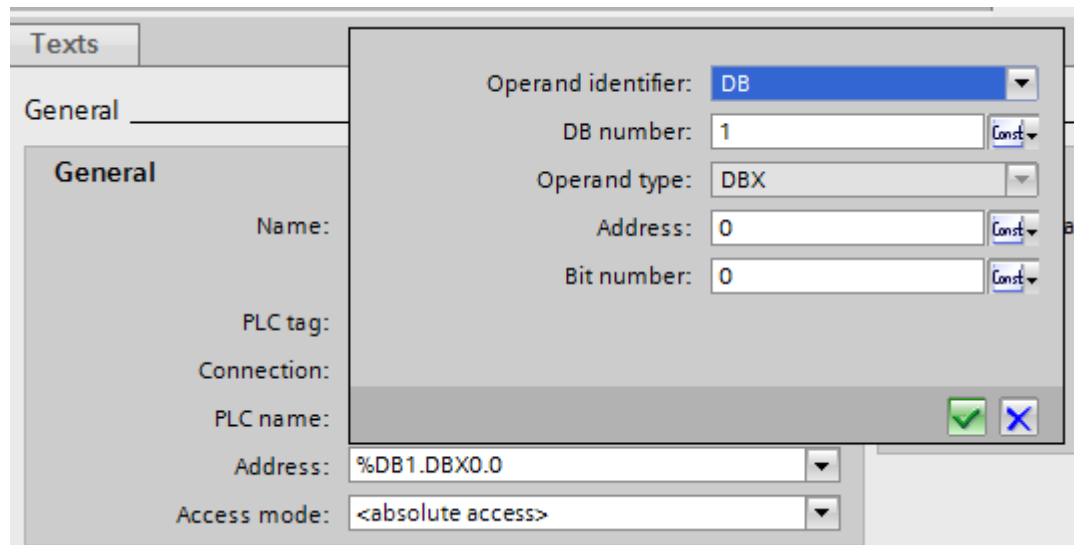 Texts
General
General
Name:
PLC tag:
Connection:
PLC name:
Address: %DB1.DBX0.0
Access mode: <absolute access>
Operand identifier: DB
DB number: 1 Const
Operand type: DBX
Address: 0 Const
Bit number: 0 Const